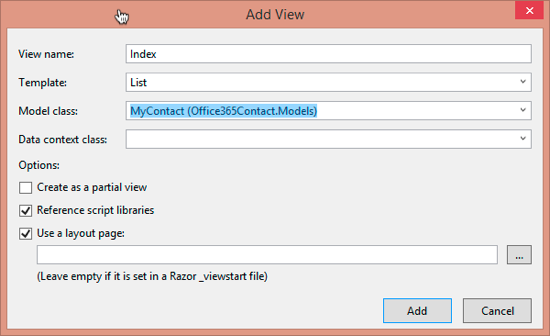 Add View
View name: Index
Template: List
Model class: MyContact (Office365Contact.Models)
Data context class:
Options:
Create as a partial view
Reference script libraries
Use a layout page:
...
(Leave empty if it is set in a Razor _viewstart file)
Add Cancel